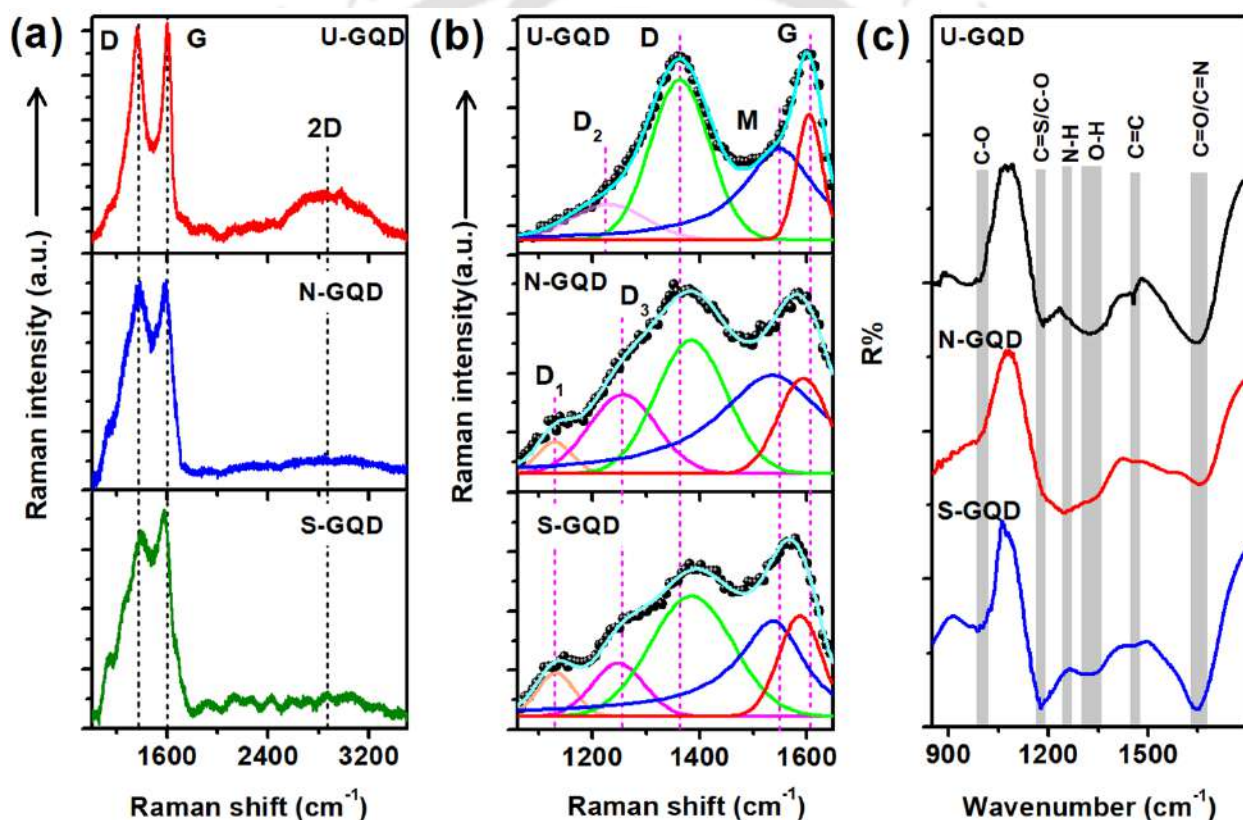 (a)
D G U-GQD
2D
N-GQD
S-GQD
Raman intensity (a.u.)
1600 2400 3200
Raman shift (cm⁻¹)
(b)
U-GQD D G
D₂ M
N-GQD
D₃
D₁
S-GQD
Raman intensity(a.u.)
1200 1400 1600
Raman shift (cm⁻¹)
(c)
U-GQD
C-O
C=S/C-O
N-H
O-H
C=C
C=O/C=N
N-GQD
S-GQD
R%
900 1200 1500
Wavenumber (cm⁻¹)